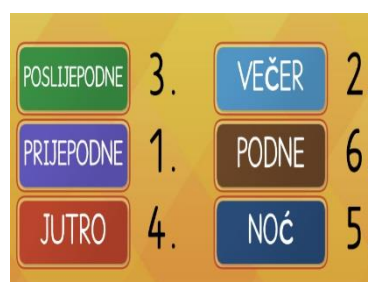 POSLIJEPODNE 3. VEČER 2
PRIJEPODNE 1. PODNE 6
JUTRO 4. NOĆ 5